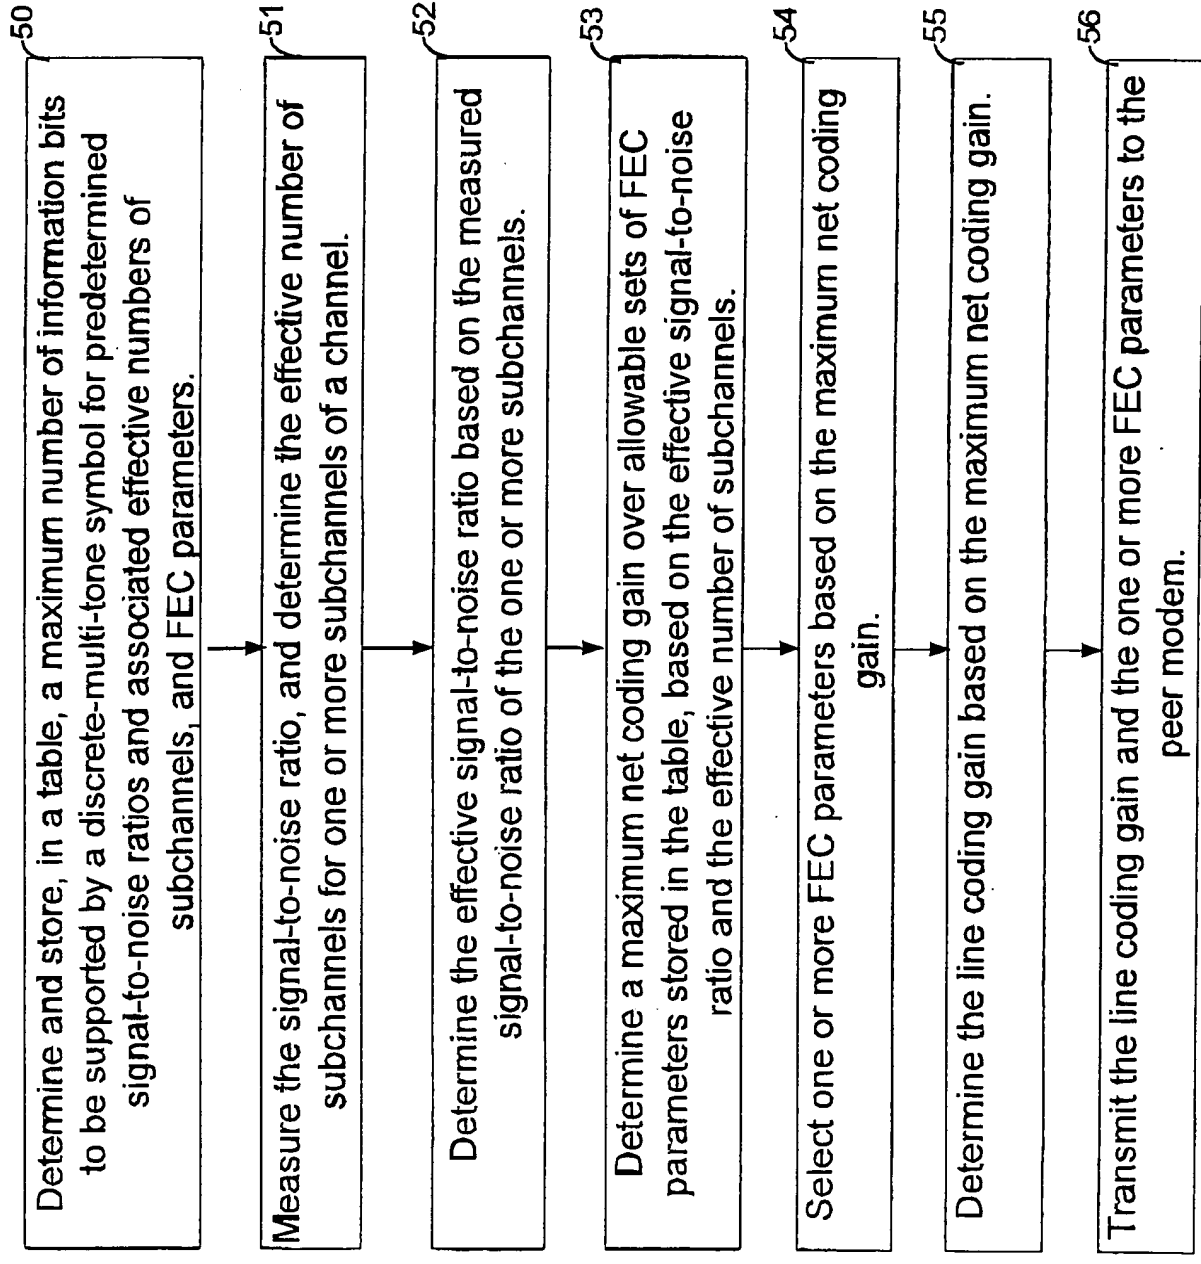 50
Determine and store, in a table, a maximum number of information bits
to be supported by a discrete-multi-tone symbol for predetermined
signal-to-noise ratios and associated effective numbers of
subchannels, and FEC parameters.
51
Measure the signal-to-noise ratio, and determine the effective number of
subchannels for one or more subchannels of a channel.
52
Determine the effective signal-to-noise ratio based on the measured
signal-to-noise ratio of the one or more subchannels.
53
Determine a maximum net coding gain over allowable sets of FEC
parameters stored in the table, based on the effective signal-to-noise
ratio and the effective number of subchannels.
54
Select one or more FEC parameters based on the maximum net coding
gain.
55
Determine the line coding gain based on the maximum net coding gain.
56
Transmit the line coding gain and the one or more FEC parameters to the
peer modem.